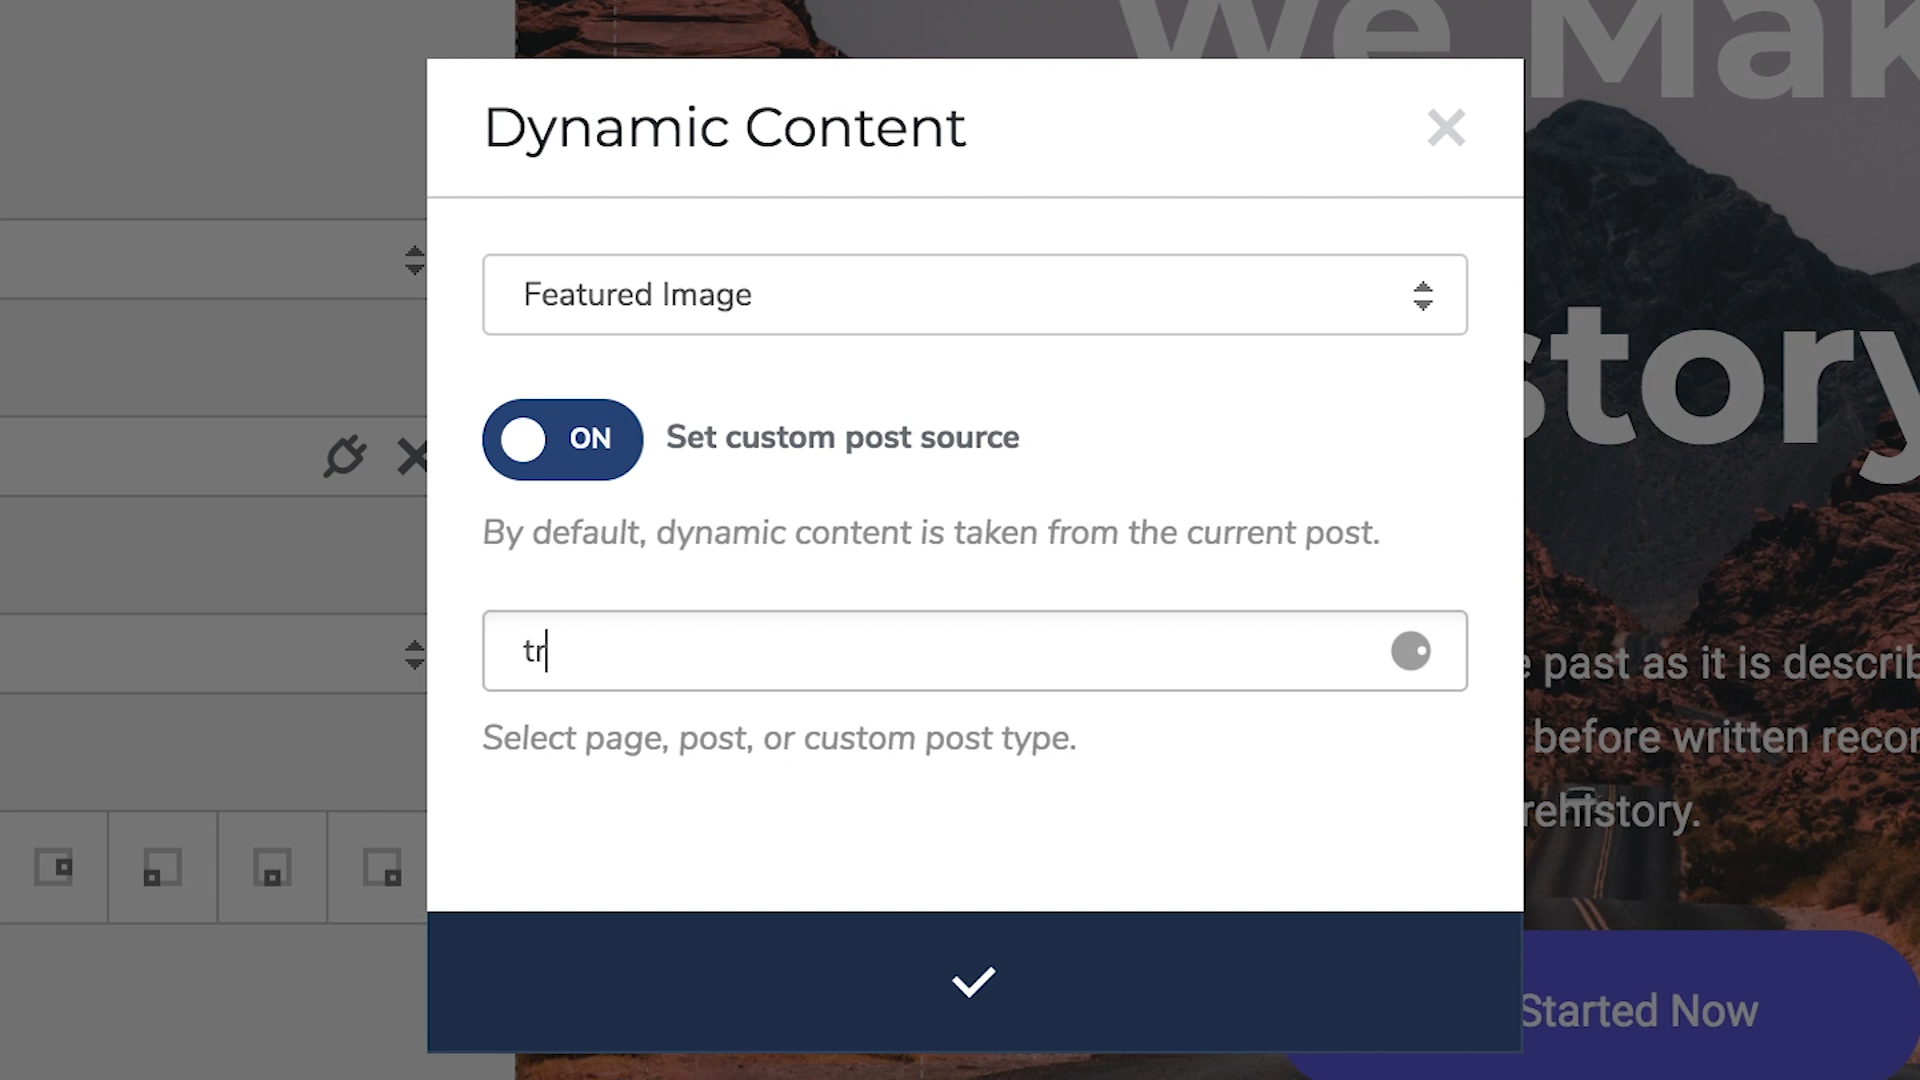 We Mak
Dynamic Content
Featured Image
story
ON
Set custom post source
By default, dynamic content is taken from the current post.
tr
past as it is describ
Select page, post, or custom post type.
before written recor
rehistory.
Started Now